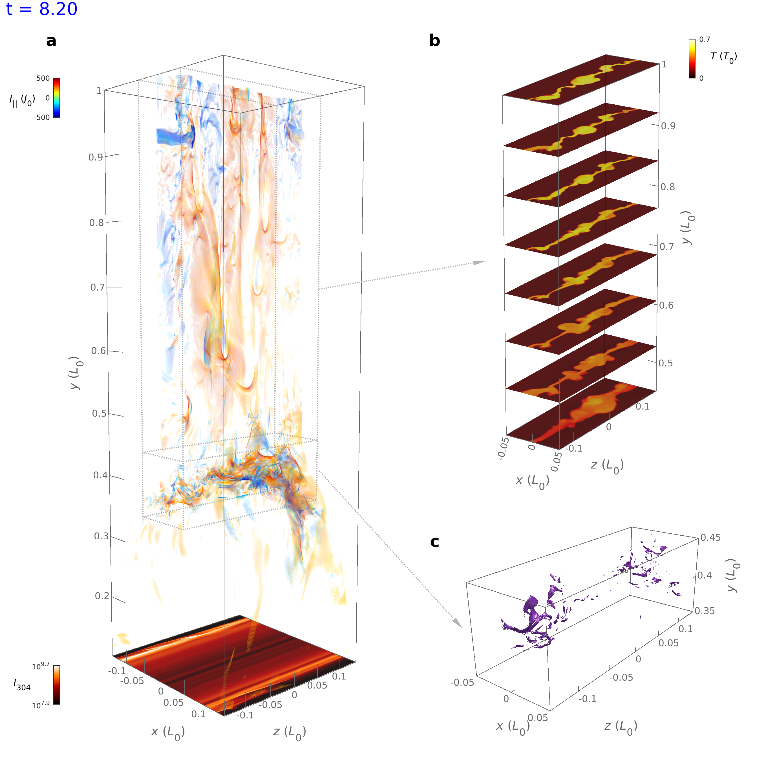 t = 8.20
a
b
c
J|| (J0)
500
0
500
1
0.9
0.8
0.7
0.6
0.5
0.4
0.3
0.2
y (L0)
I304
-0.1
-0.05
0
0.05
0.1
x (L0)
-0.1
-0.05
0
0.05
0.1
z (L0)
0.7
0
T (T0)
1
0.9
0.8
0.7
0.6
0.5
y (L0)
-0.05
0
0.05
x (L0)
-0.1
0
0.1
z (L0)
0.45
0.4
0.35
y (L0)
-0.05
0
0.05
x (L0)
-0.1
-0.05
0
0.05
0.1
z (L0)